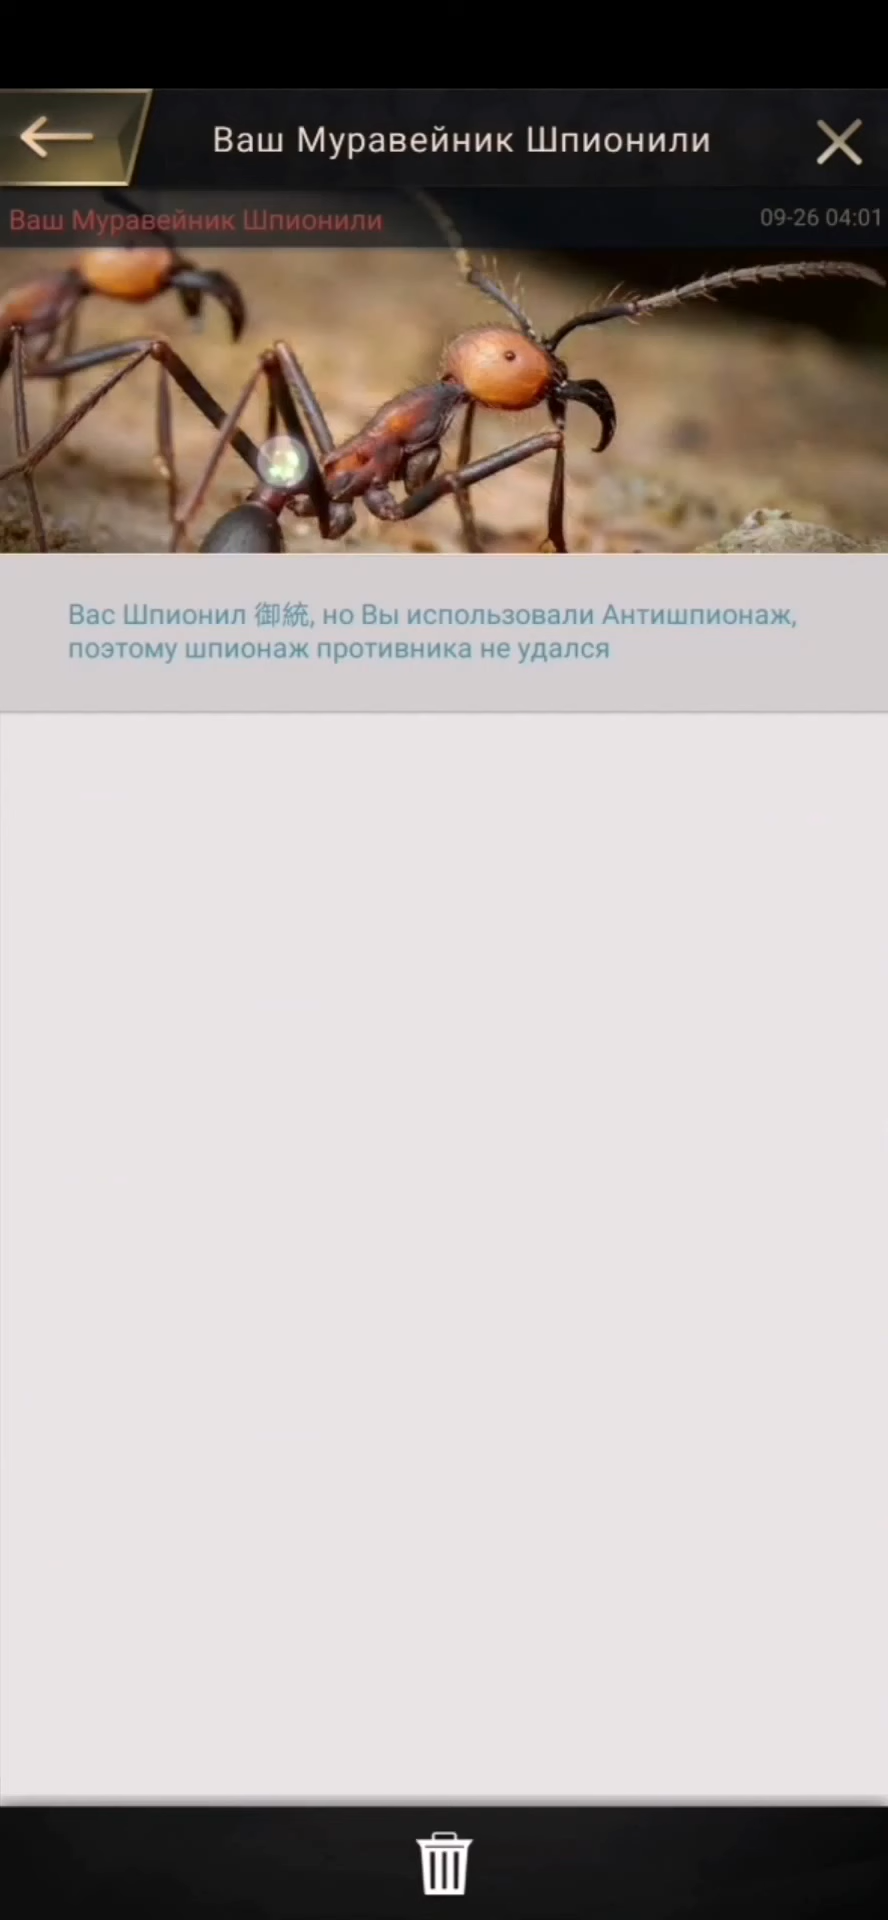 Ваш Муравейник Шпионили
Ваш Муравейник Шпионили
09-26 04:01
Вас Шпионил 御統, но Вы использовали Антишпионаж,
поэтому шпионаж противника не удался